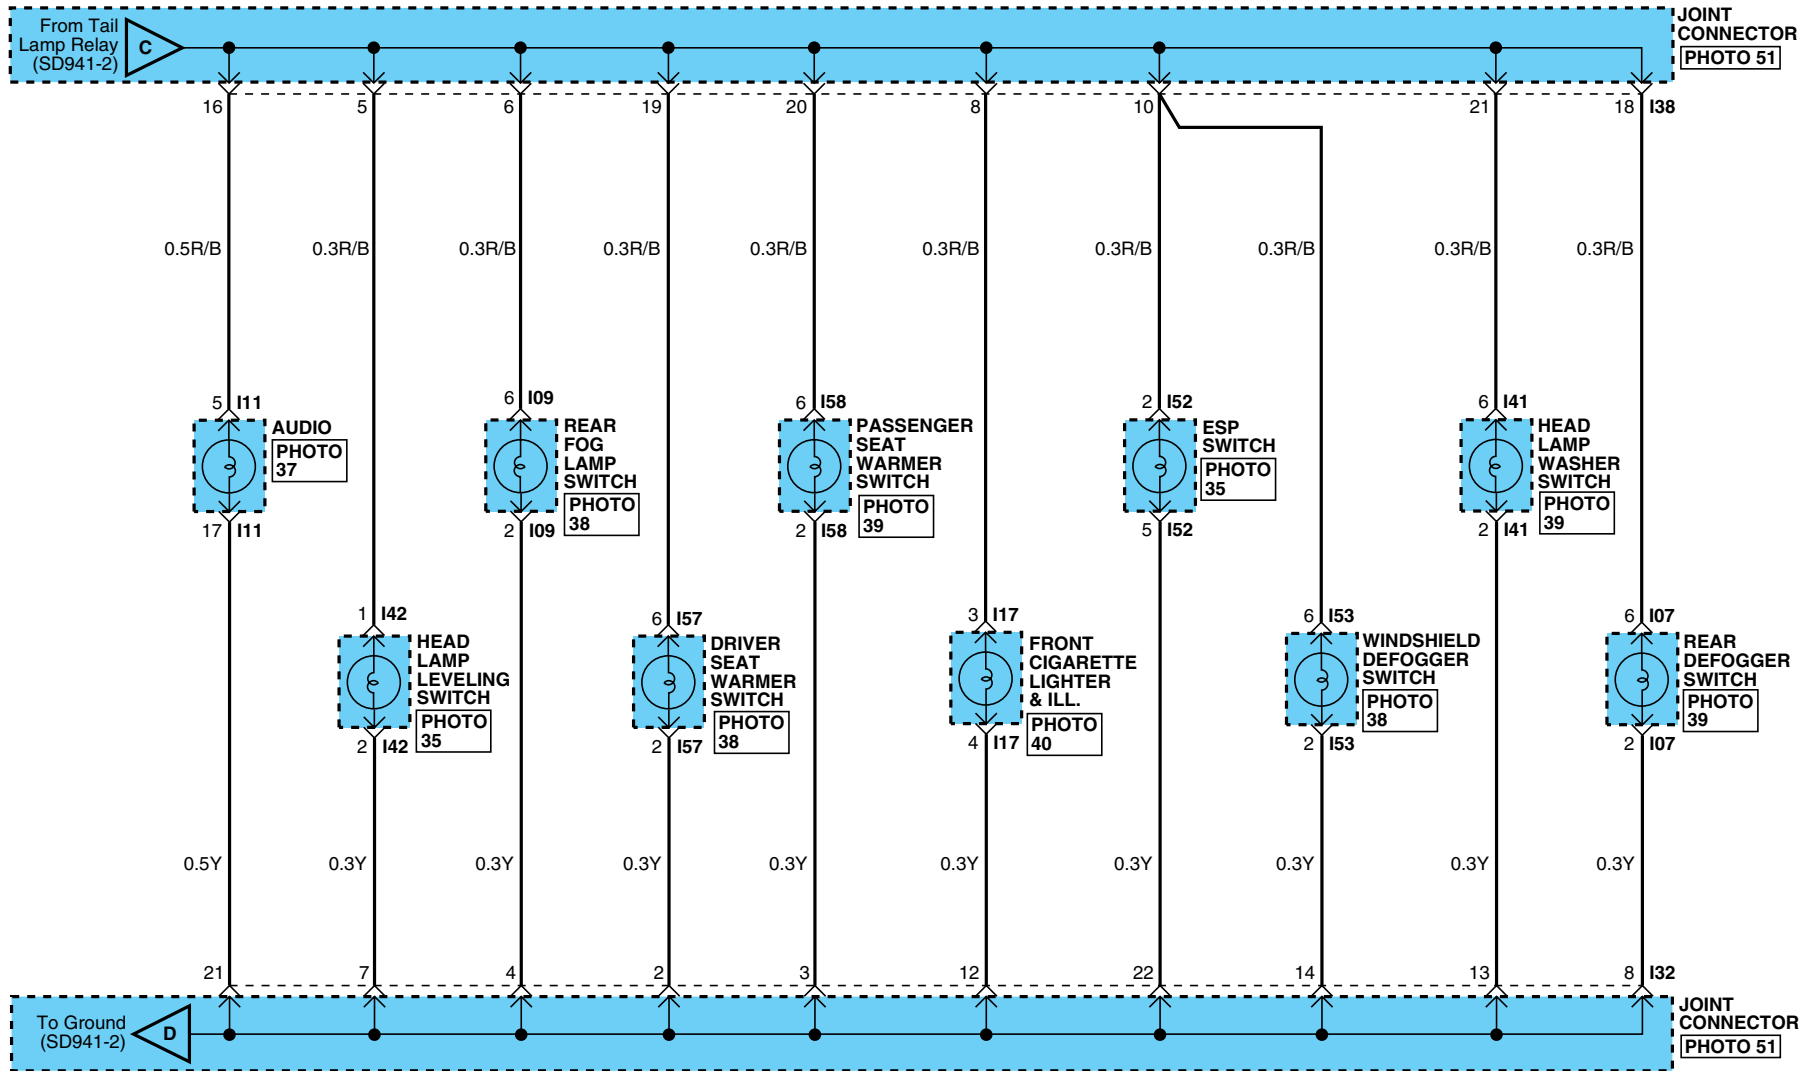 From Tail
Lamp Relay
(SD941-2)
C
JOINT
CONNECTOR
PHOTO 51
16 5 6 19 20 8 10 21 18 I38
0.5R/B 0.3R/B 0.3R/B 0.3R/B 0.3R/B 0.3R/B 0.3R/B 0.3R/B 0.3R/B 0.3R/B
5 I11
AUDIO
PHOTO
37
17 I11
6 I09
REAR
FOG
LAMP
SWITCH
PHOTO
38
2 I09
6 I58
PASSENGER
SEAT
WARMER
SWITCH
PHOTO
39
2 I58
2 I52
ESP
SWITCH
PHOTO
35
5 I52
6 I41
HEAD
LAMP
WASHER
SWITCH
PHOTO
39
2 I41
1 I42
HEAD
LAMP
LEVELING
SWITCH
PHOTO
35
2 I42
6 I57
DRIVER
SEAT
WARMER
SWITCH
PHOTO
38
2 I57
3 I17
FRONT
CIGARETTE
LIGHTER
& ILL.
PHOTO
40
4 I17
6 I53
WINDSHIELD
DEFOGGER
SWITCH
PHOTO
38
2 I53
6 I07
REAR
DEFOGGER
SWITCH
PHOTO
39
2 I07
0.5Y 0.3Y 0.3Y 0.3Y 0.3Y 0.3Y 0.3Y 0.3Y 0.3Y 0.3Y
21 7 4 2 3 12 22 14 13 8 I32
To Ground
(SD941-2)
D
JOINT
CONNECTOR
PHOTO 51